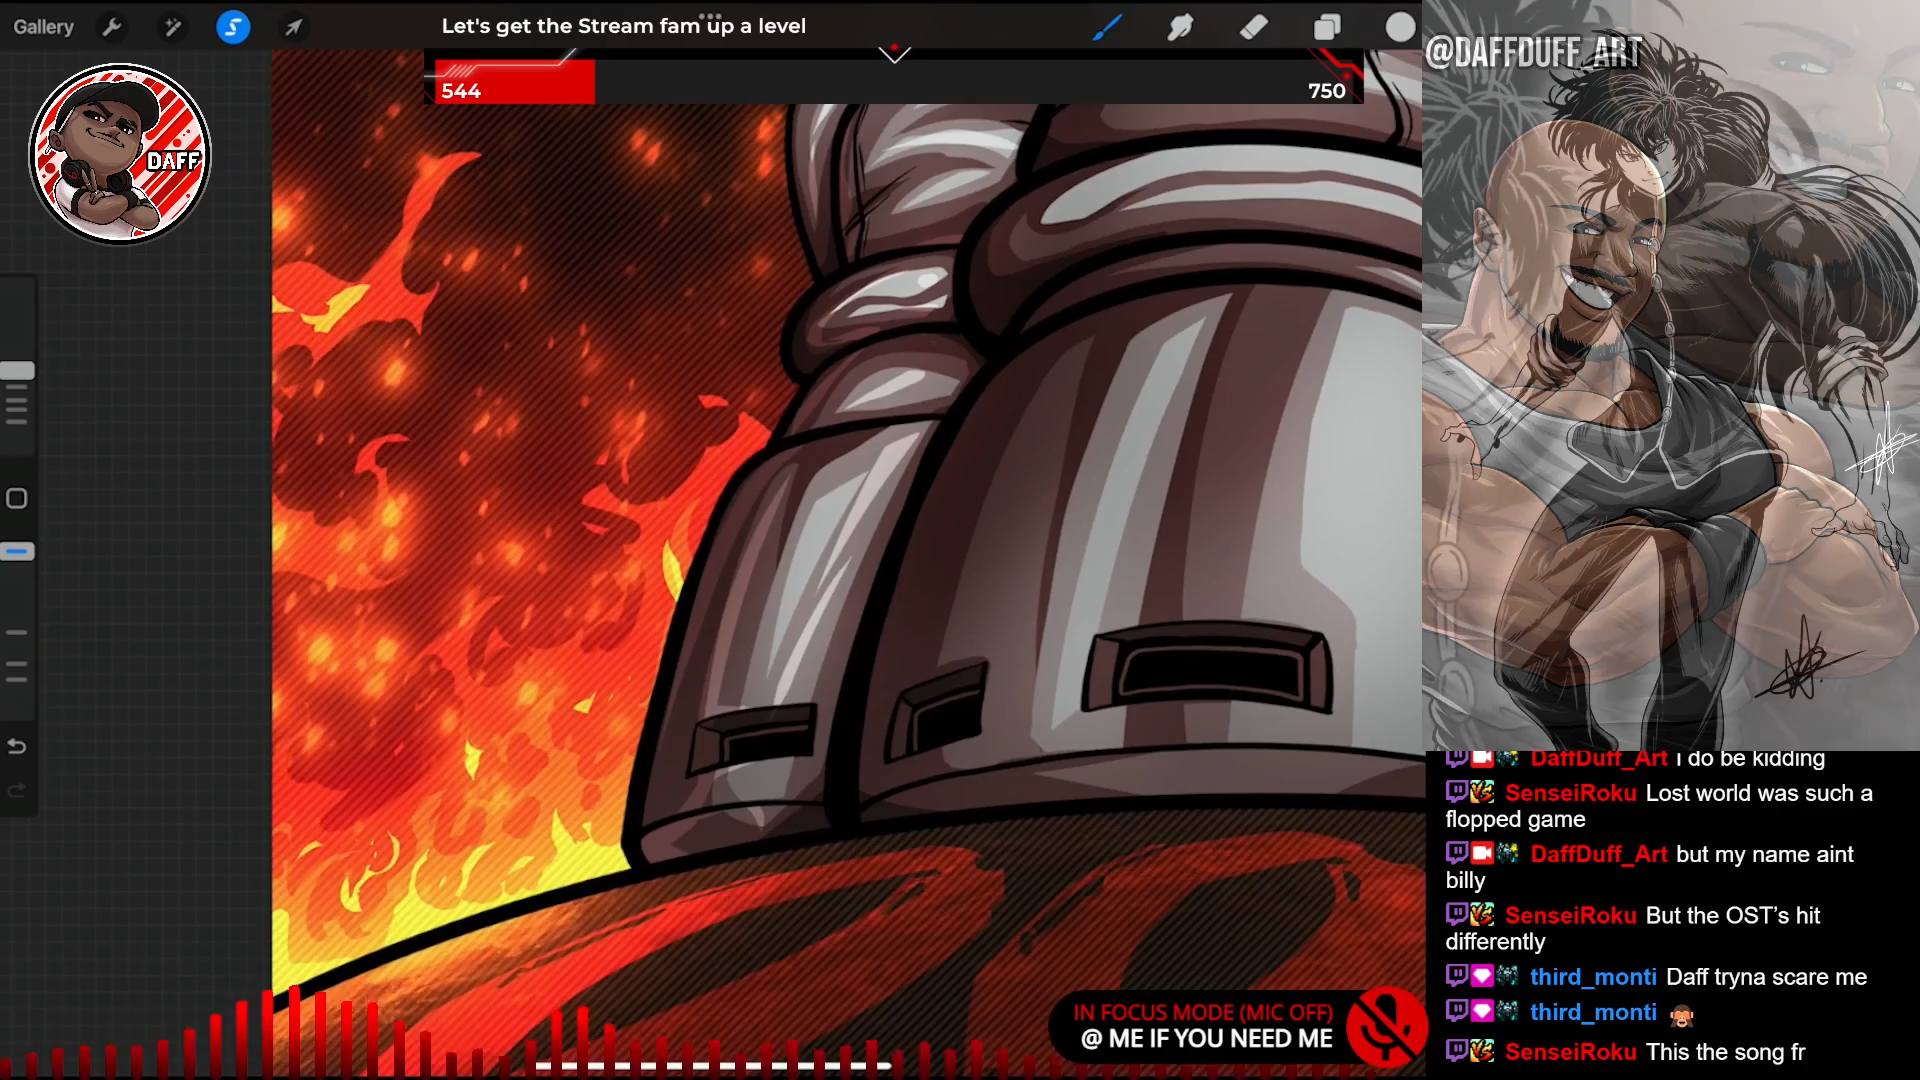 Gallery
Let's get the Stream fam up a level
544
750
@DAFFDUFF_ART
DAFF
DaffDuff_Art I do be kidding
SenseiRoku Lost world was such a
flopped game
DaffDuff_Art but my name aint
billy
SenseiRoku But the OST’s hit
differently
third_monti Daff tryna scare me
third_monti 🙈
SenseiRoku This the song fr
IN FOCUS MODE (MIC OFF)
@ ME IF YOU NEED ME